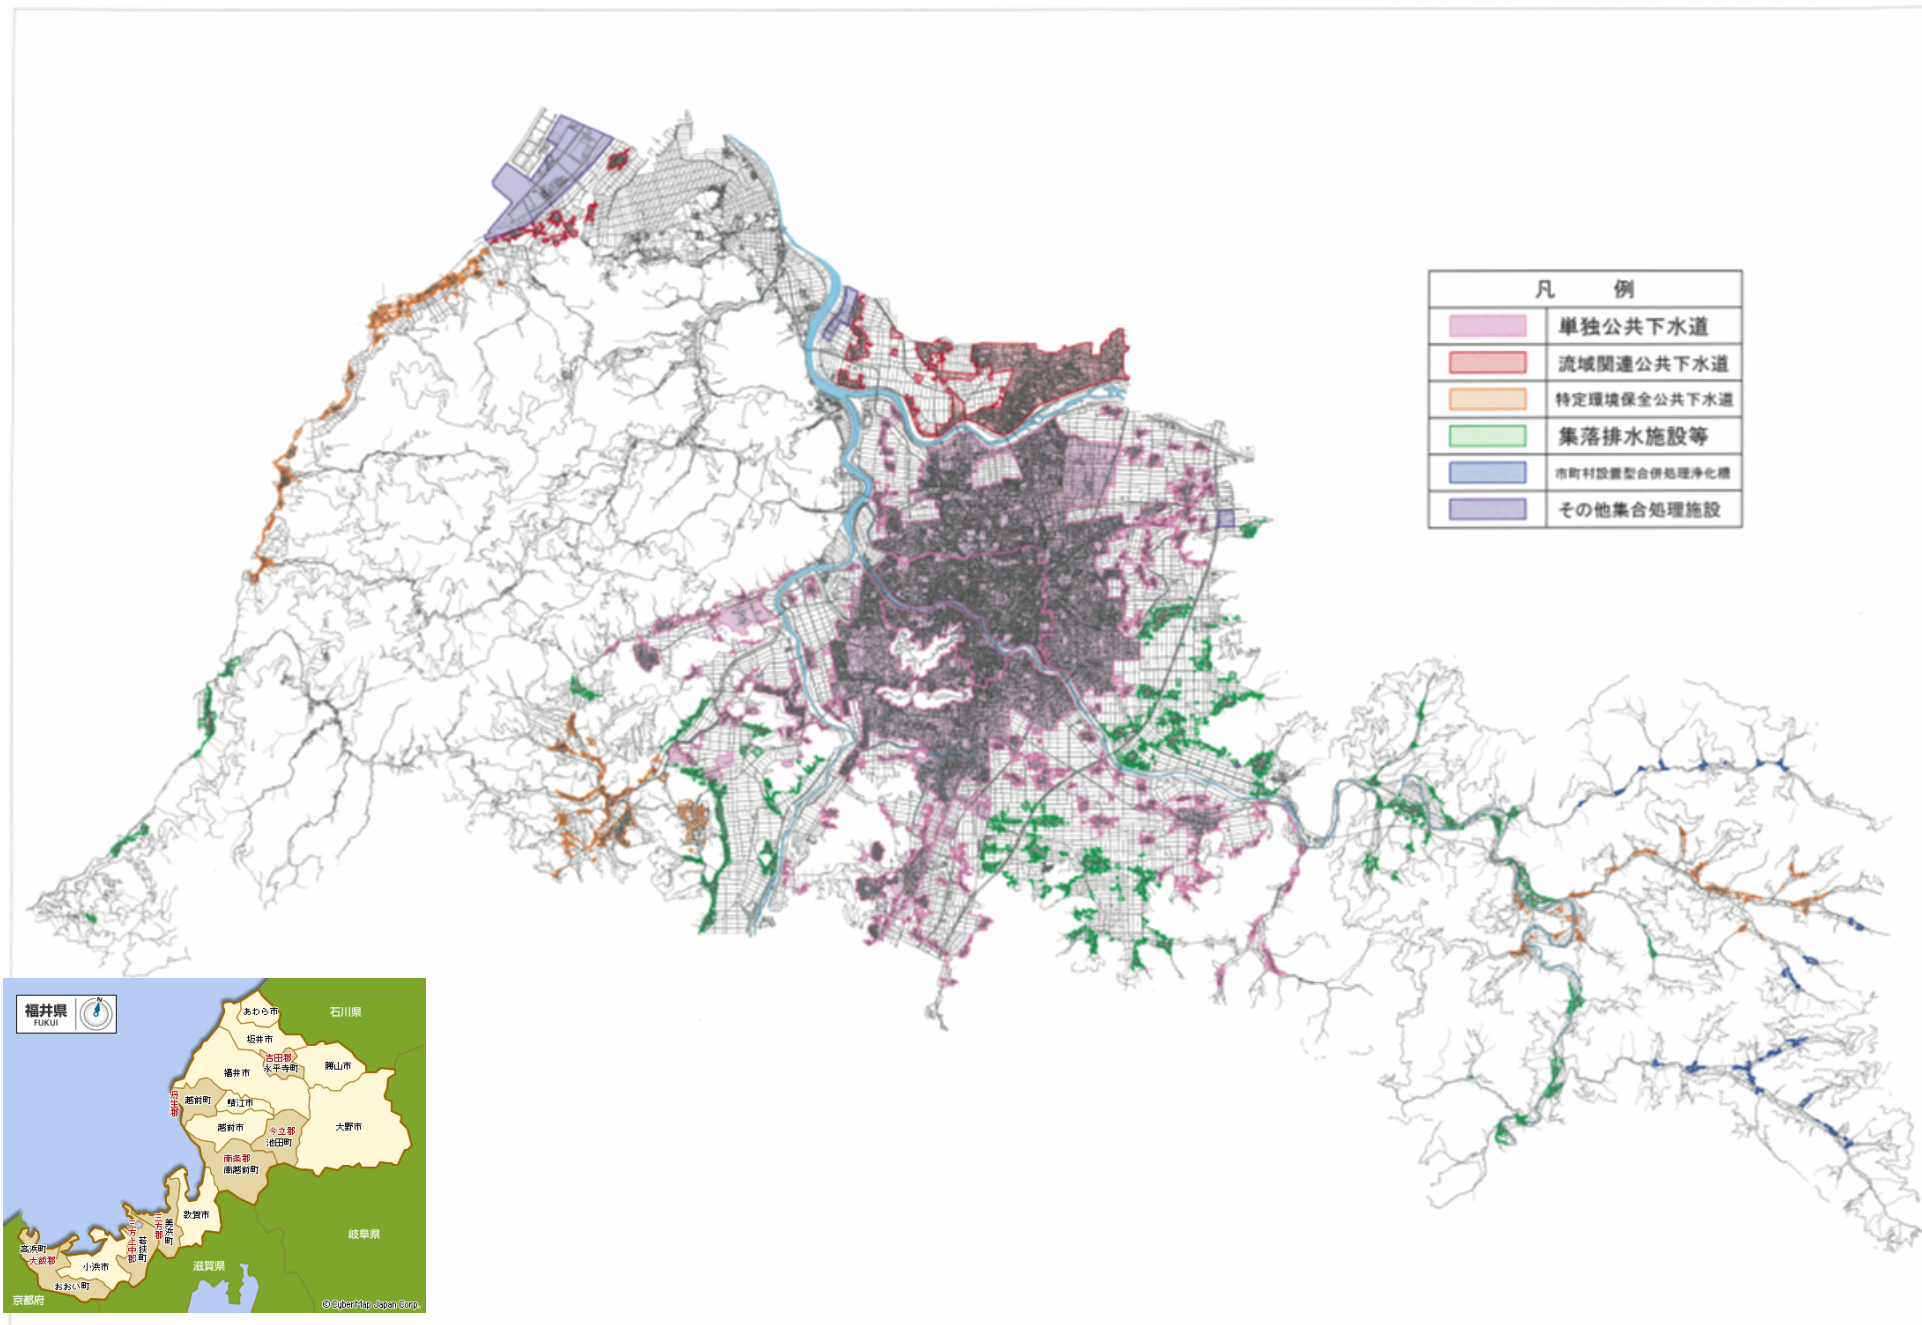 凡 例
単独公共下水道
流域関連公共下水道
特定環境保全公共下水道
集落排水施設等
市町村設置型合併処理浄化槽
その他集合処理施設
福井県
FUKUI
N
石川県
あわら市
坂井市
吉田郡
永平寺町
勝山市
福井市
丹生郡
越前町
鯖江市
越前市
今立郡
池田町
大野市
南条郡
南越前町
敦賀市
三方郡
美浜町
三方上中郡
若狭町
高浜町
大飯郡
小浜市
おおい町
岐阜県
滋賀県
京都府
© CyberMap Japan Corp.